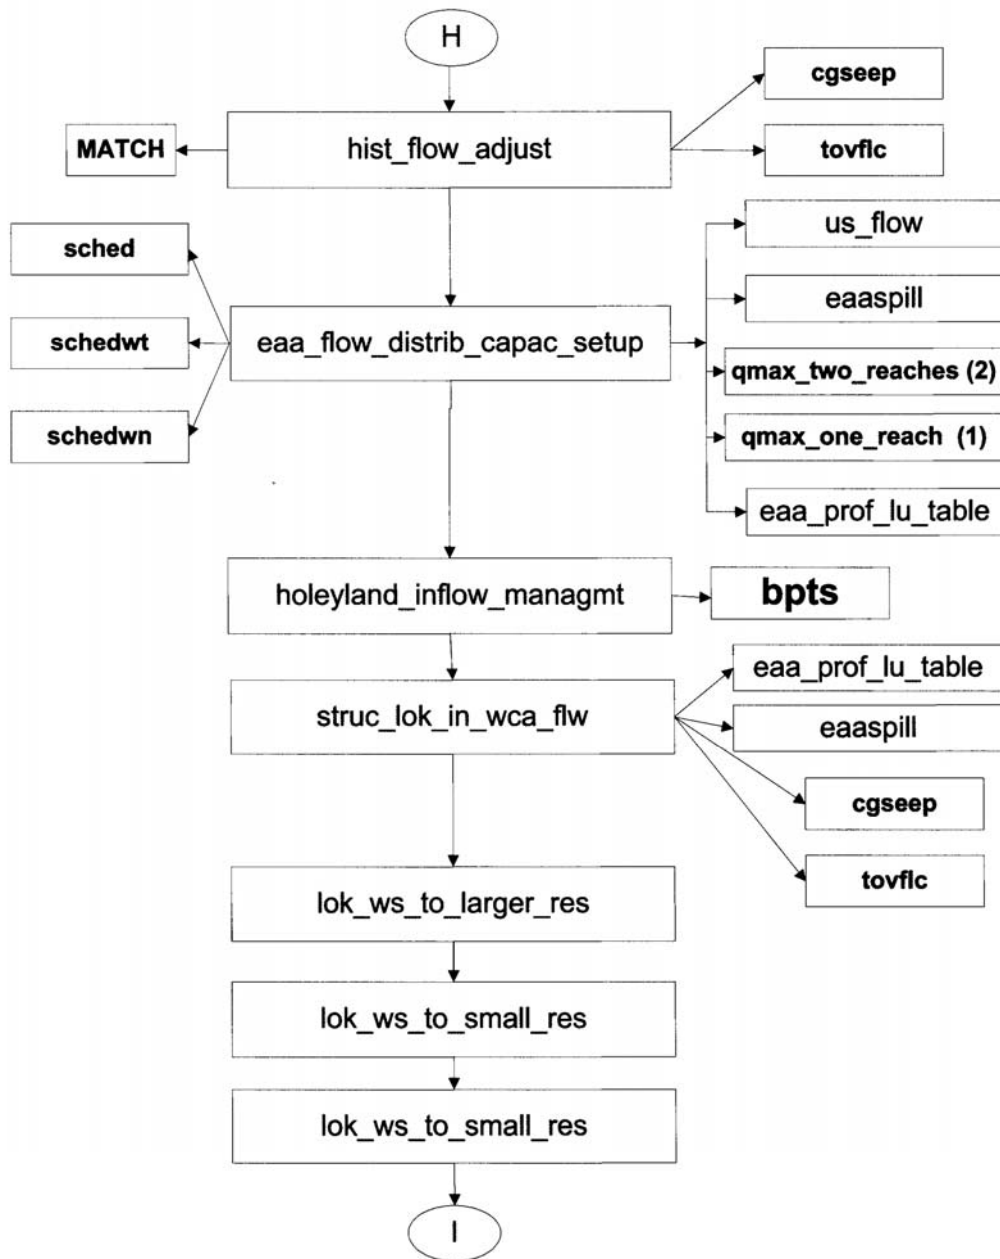 H
cgseep
hist_flow_adjust
MATCH
tovflc
us_flow
sched
eaaspill
schedwt
eaa_flow_distrib_capac_setup
qmax_two_reaches (2)
schedwn
qmax_one_reach (1)
eaa_prof_lu_table
holeyland_inflow_managmt
bpts
eaa_prof_lu_table
struc_lok_in_wca_flw
eaaspill
cgseep
tovflc
lok_ws_to_larger_res
lok_ws_to_small_res
lok_ws_to_small_res
I